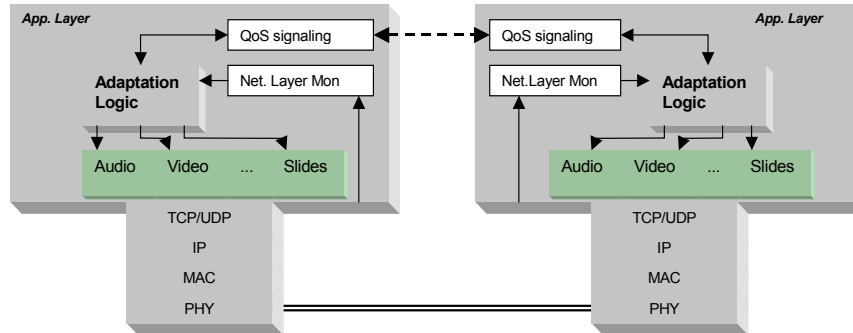 App. Layer
QoS signaling
Adaptation
Logic
Net. Layer Mon
Audio Video ... Slides
TCP/UDP
IP
MAC
PHY
App. Layer
QoS signaling
Net.Layer Mon
Adaptation
Logic
Audio Video ... Slides
TCP/UDP
IP
MAC
PHY